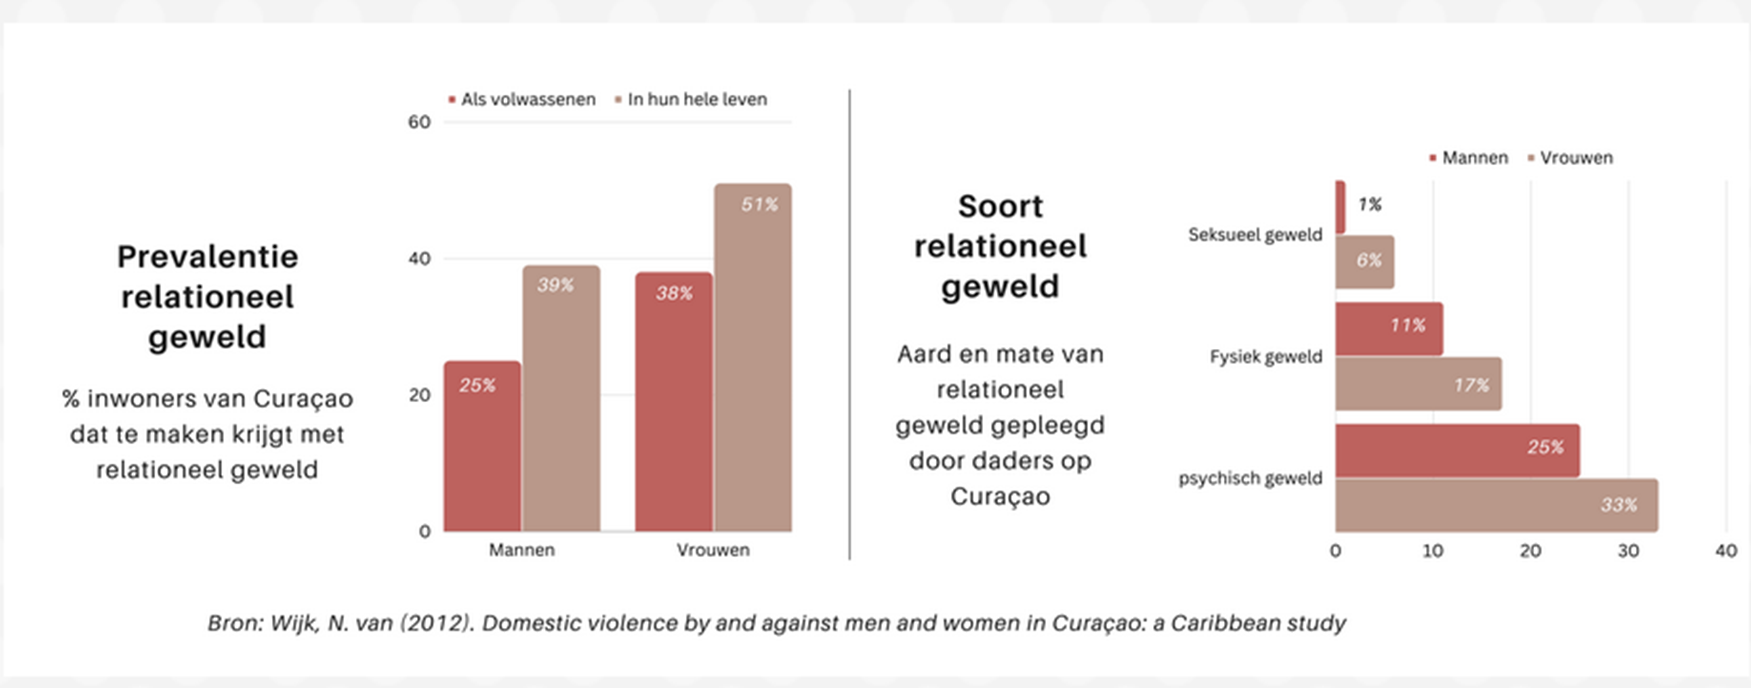 Prevalentie
relationeel
geweld
% inwoners van Curaçao
dat te maken krijgt met
relationeel geweld
Als volwassenen
In hun hele leven
60
40
20
0
25%
39%
38%
51%
Mannen
Vrouwen
Soort
relationeel
geweld
Aard en mate van
relationeel
geweld gepleegd
door daders op
Curaçao
Mannen
Vrouwen
Seksueel geweld
1%
6%
Fysiek geweld
11%
17%
psychisch geweld
25%
33%
0
10
20
30
40
Bron: Wijk, N. van (2012). Domestic violence by and against men and women in Curaçao: a Caribbean study